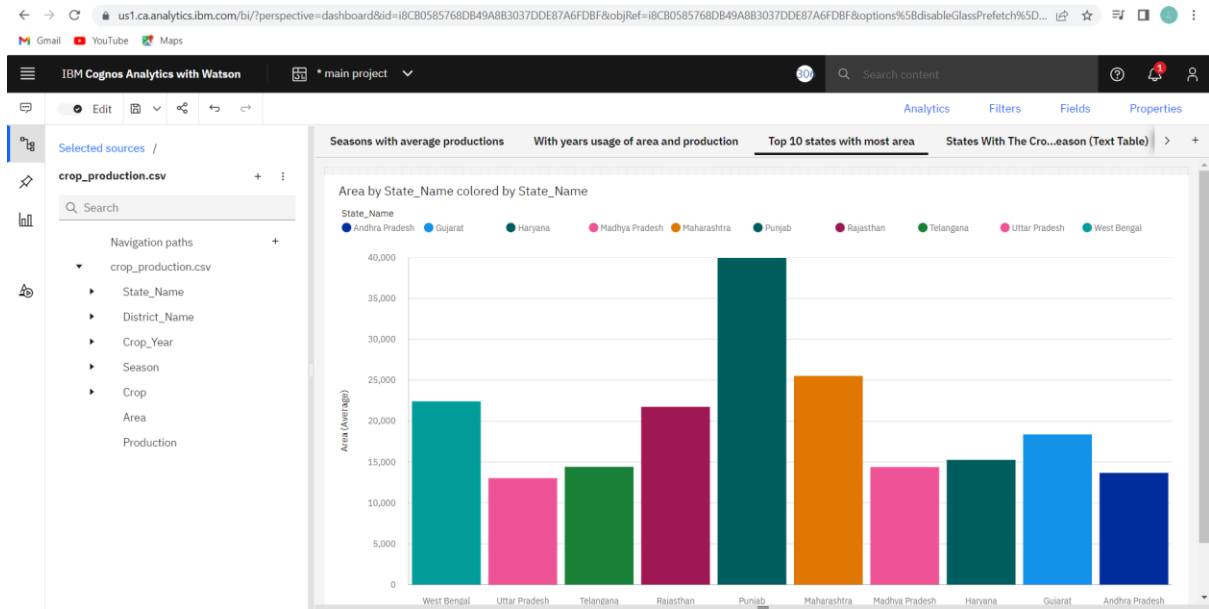 us1.ca.analytics.ibm.com/bi/?perspective=dashboard&id=i8CB0585768DB49A8B3037DDE87A6FDBF&objRef=i8CB0585768DB49A8B3037DDE87A6FDBF&options%5BdisableGlassPrefetch%5D...
Gmail YouTube Maps
IBM Cognos Analytics with Watson * main project Search content 1
Edit Analytics Filters Fields Properties
Selected sources /
crop_production.csv
Search
Navigation paths
crop_production.csv
State_Name
District_Name
Crop_Year
Season
Crop
Area
Production
Seasons with average productions With years usage of area and production Top 10 states with most area States With The Cro...eason (Text Table)
Area by State_Name colored by State_Name
State_Name
Andhra Pradesh Gujarat Haryana Madhya Pradesh Maharashtra Punjab Rajasthan Telangana Uttar Pradesh West Bengal
Area (Average)
40,000
35,000
30,000
25,000
20,000
15,000
10,000
5,000
0
West Bengal Uttar Pradesh Telangana Rajasthan Punjab Maharashtra Madhya Pradesh Haryana Gujarat Andhra Pradesh